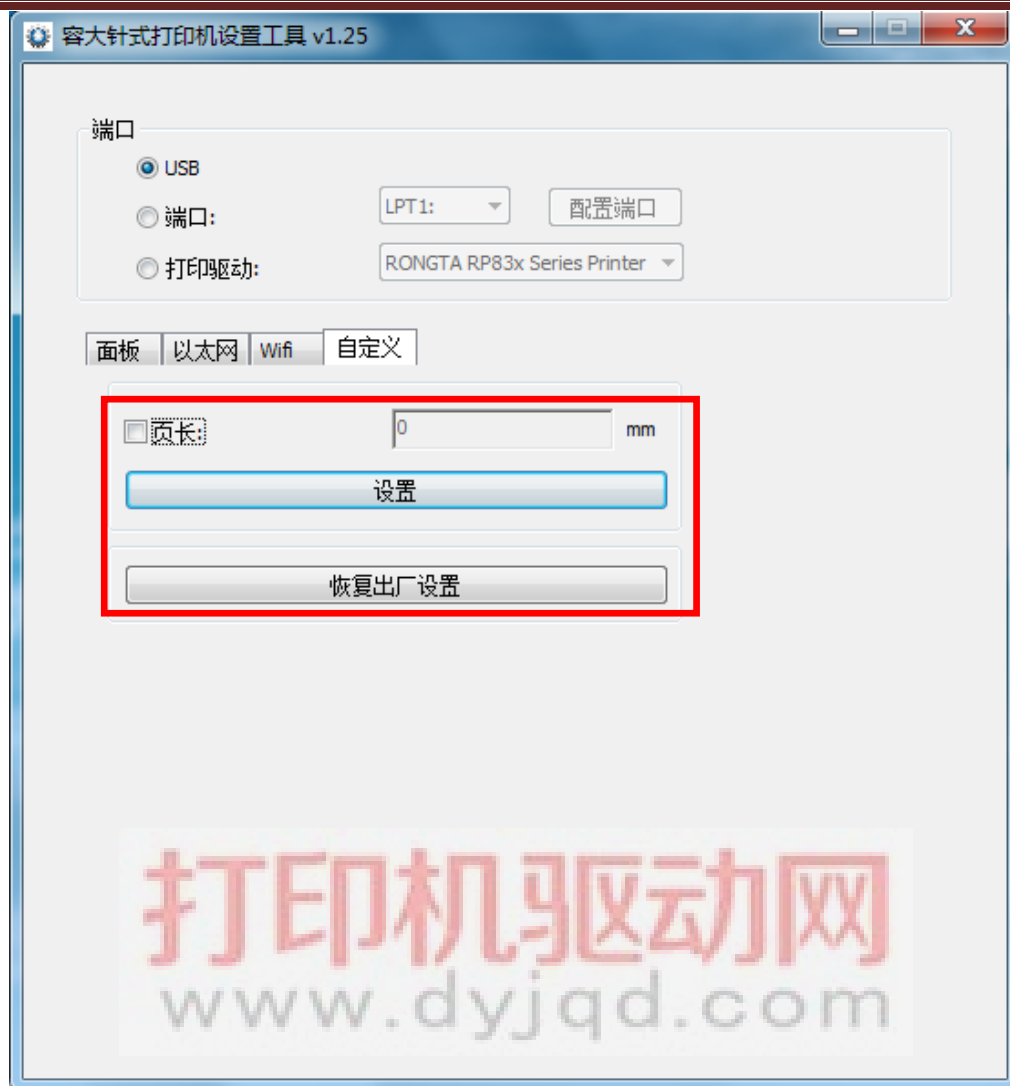 容大针式打印机设置工具 v1.25
端口
USB
端口: LPT1: 配置端口
打印驱动: RONGTA RP83x Series Printer
面板 以太网 Wifi 自定义
页长: 0 mm
设置
恢复出厂设置
打印机驱动网
www.dyjqd.com